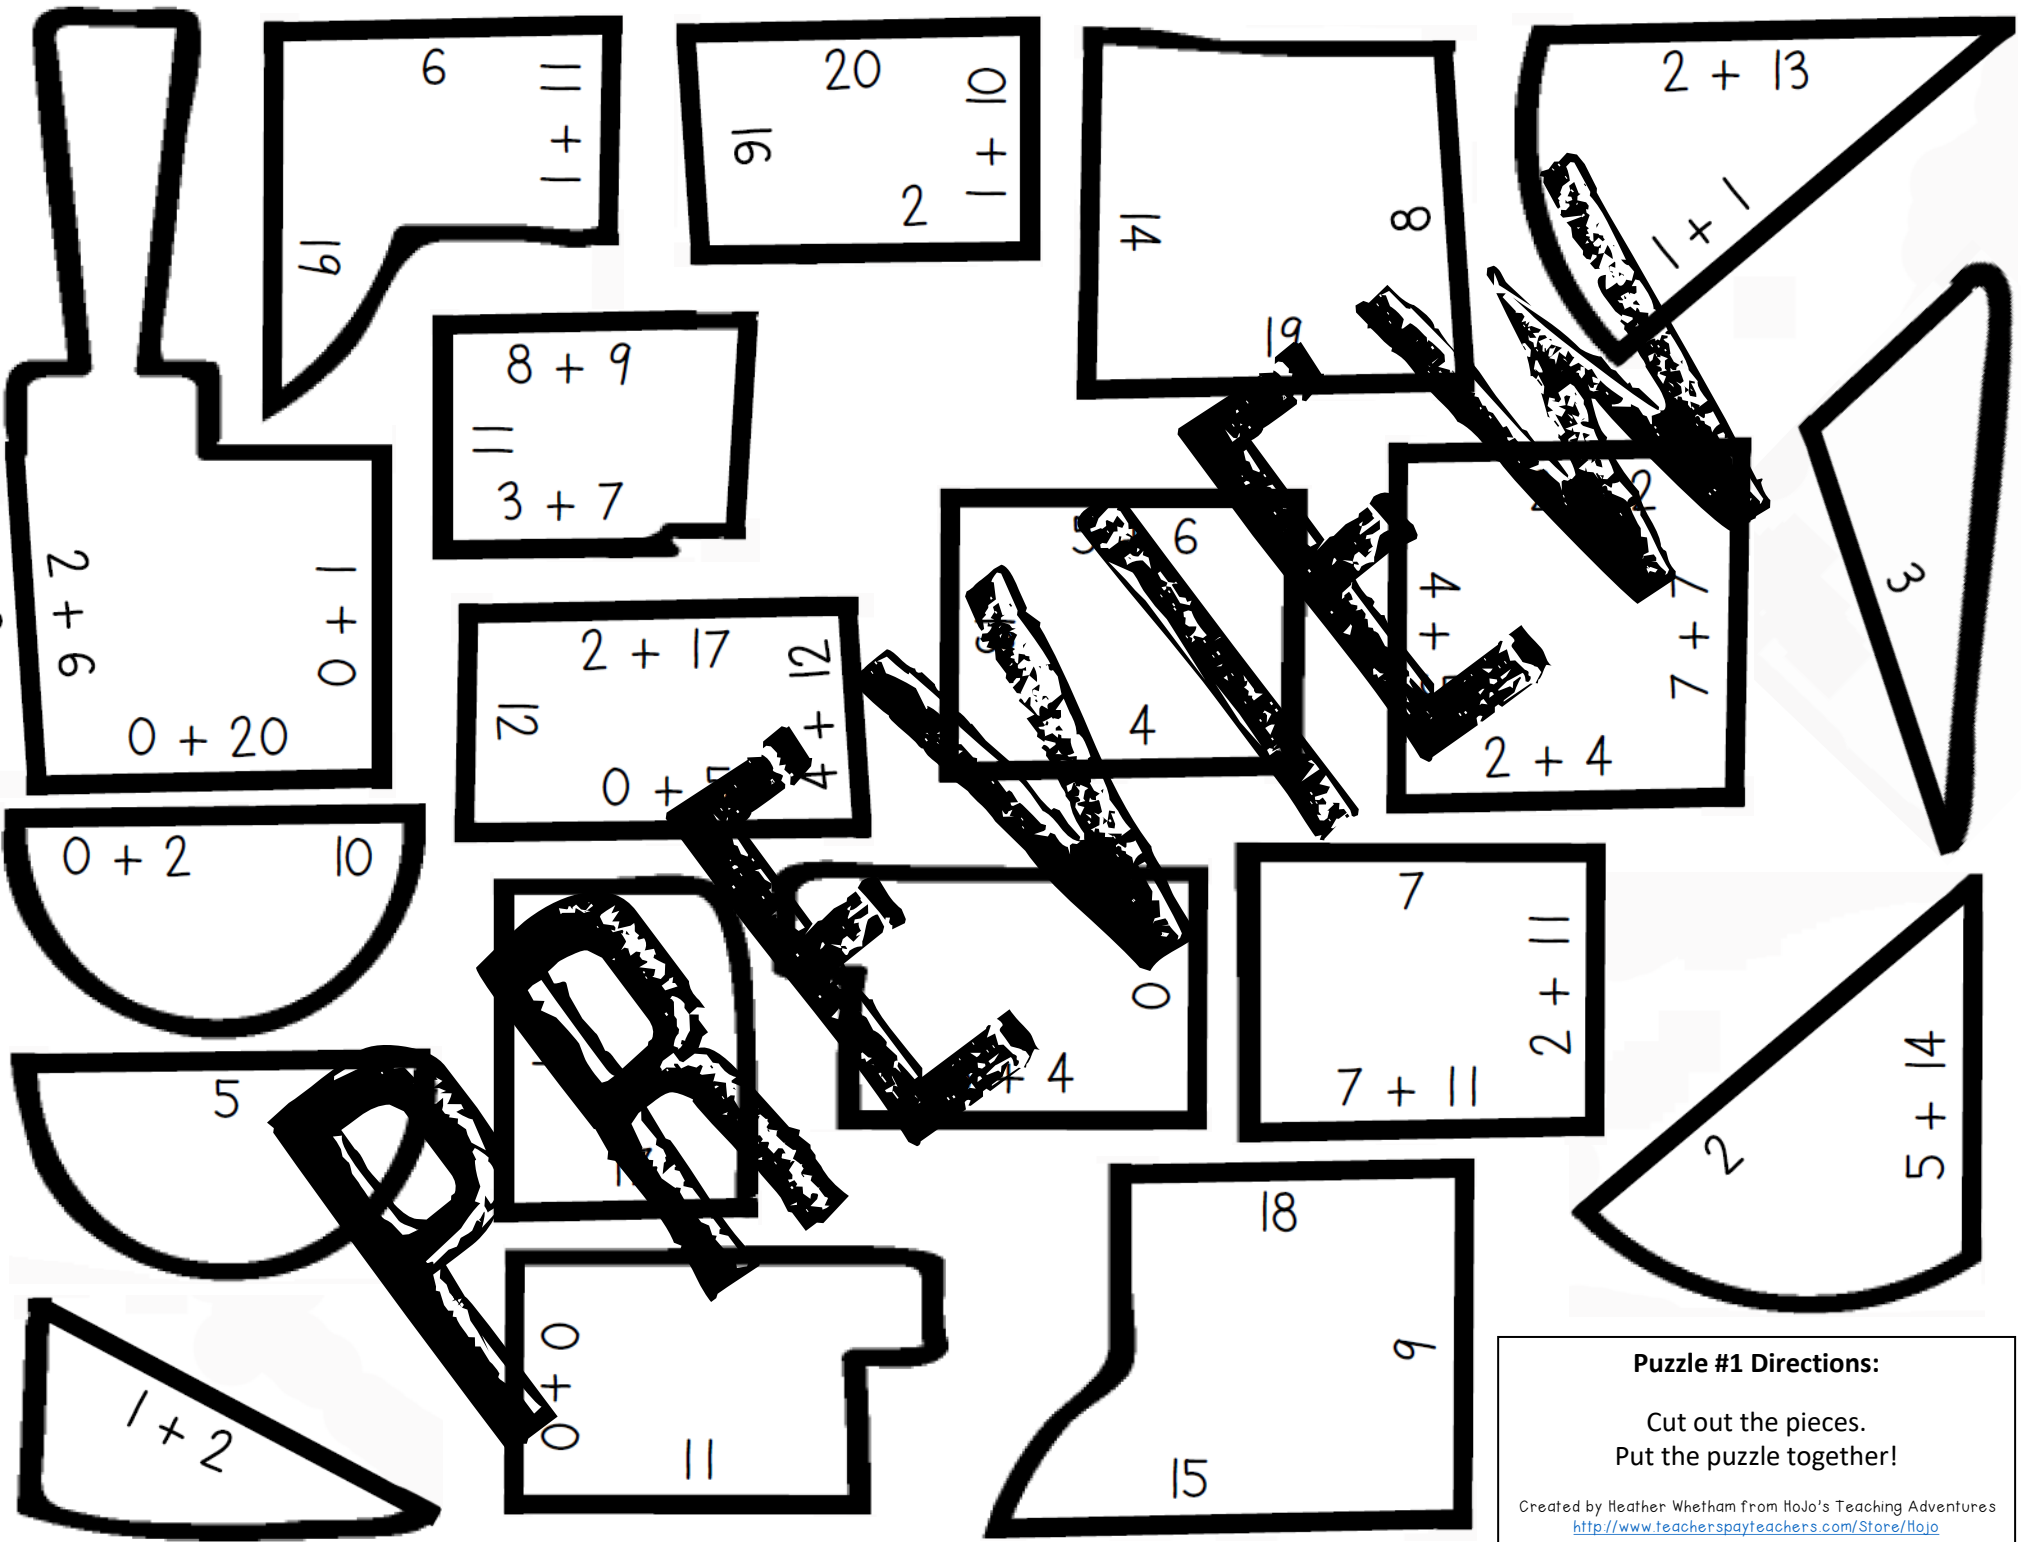 6
11 + 1
19
20
10 + 1
16
2
14
8
19
2 + 13
1 + 1
8 + 9
11
3 + 7
3
2 + 6
1 + 0
0 + 20
2 + 17
12
12 + 4
0 + 5
6
4
2
7 + 7
2 + 4
0 + 2
10
0
+ 4
7
2 + 11
7 + 11
2
5 + 14
5
1 + 2
0 + 0
11
18
9
15
PREVIEW
Puzzle #1 Directions:
Cut out the pieces.
Put the puzzle together!
Created by Heather Whetham from HoJo's Teaching Adventures
http://www.teacherspayteachers.com/Store/Hojo